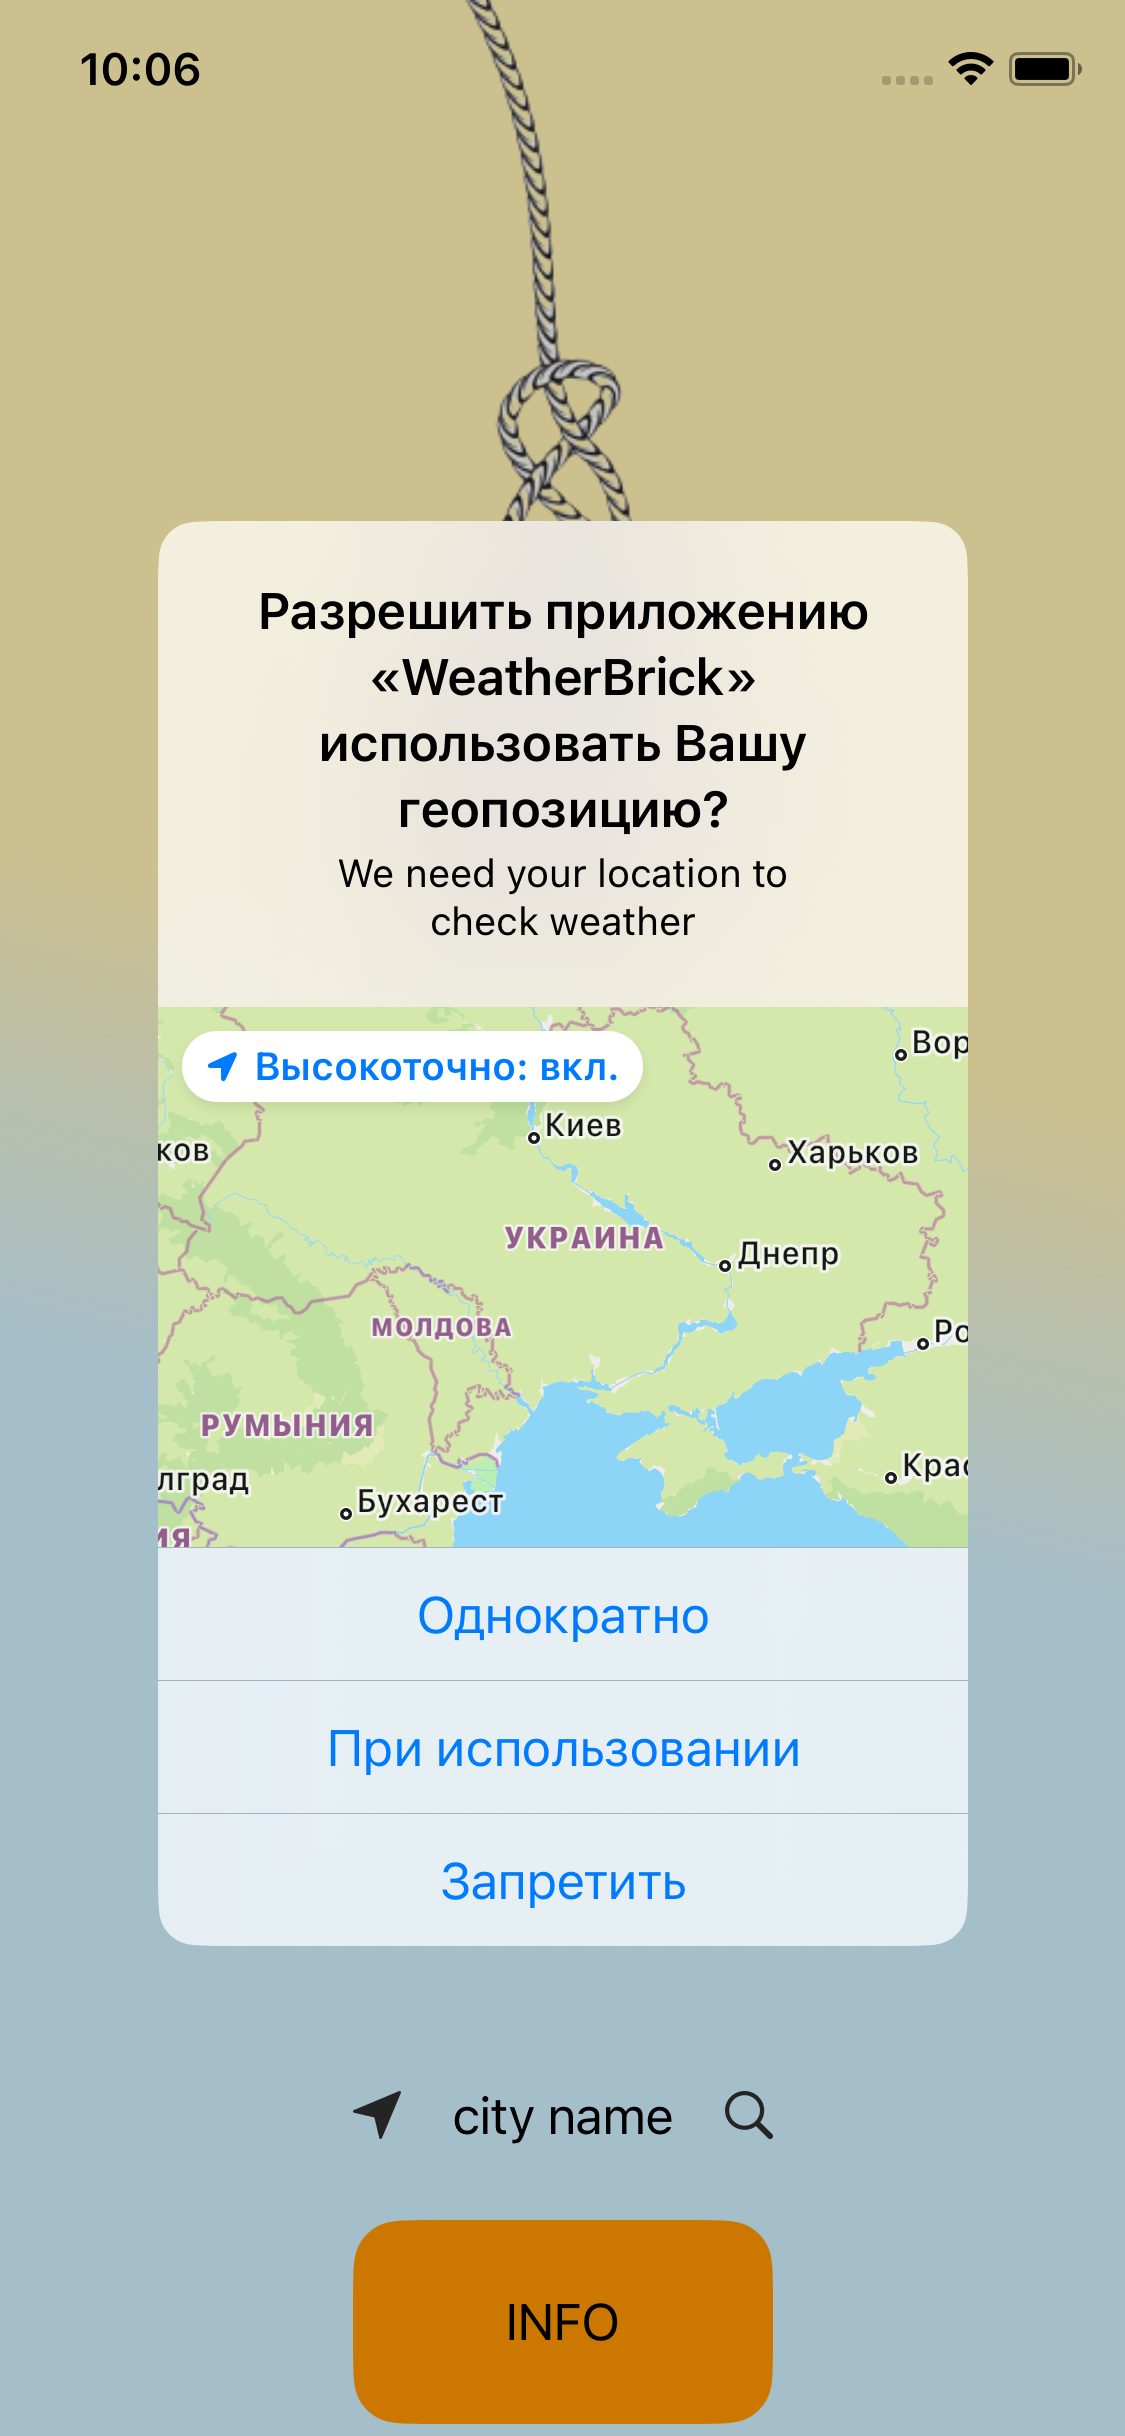 10:06
Разрешить приложению
«WeatherBrick»
использовать Вашу
геопозицию?
We need your location to
check weather
Высокоточно: вкл.
Вор
Киев
ков
Харьков
УКРАИНА
Днепр
МОЛДОВА
Ро
РУМЫНИЯ
Крас
лград
Бухарест
ИЯ
Однократно
При использовании
Запретить
city name
INFO